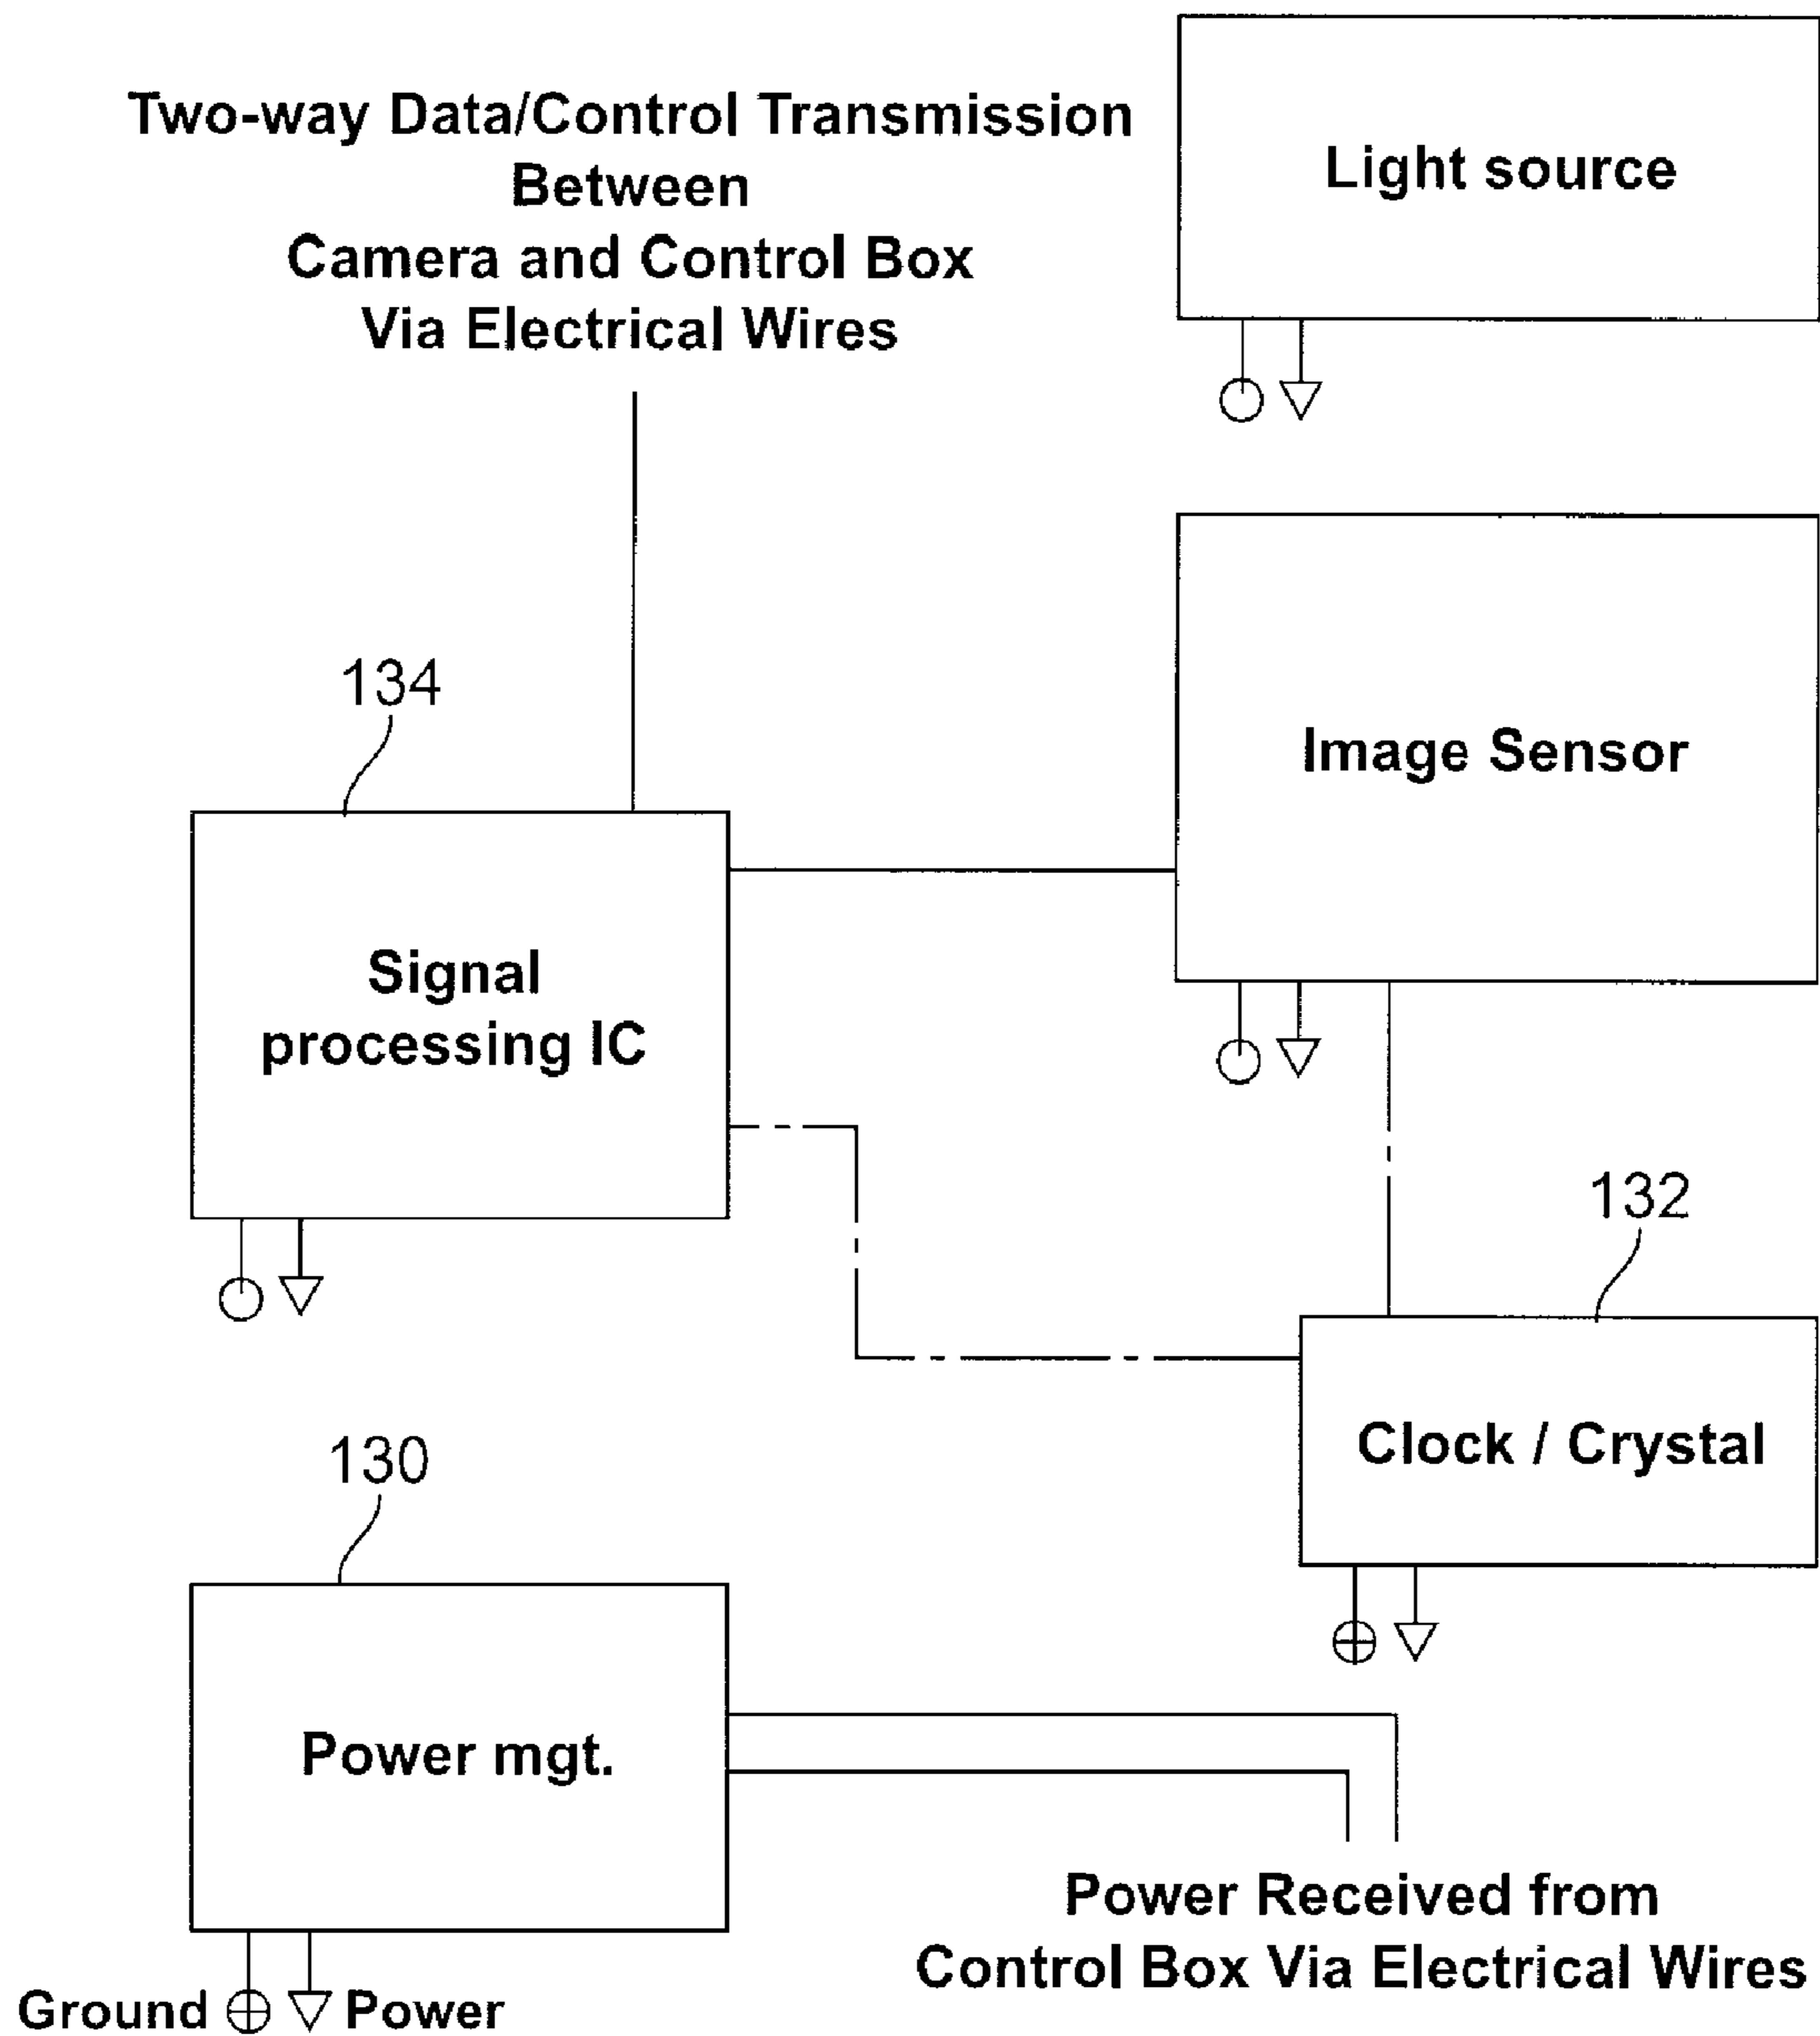 Two-way Data/Control Transmission
Between
Camera and Control Box
Via Electrical Wires
Light source
134
Image Sensor
Signal
processing IC
132
Clock / Crystal
130
Power mgt.
Power Received from
Control Box Via Electrical Wires
Ground Power